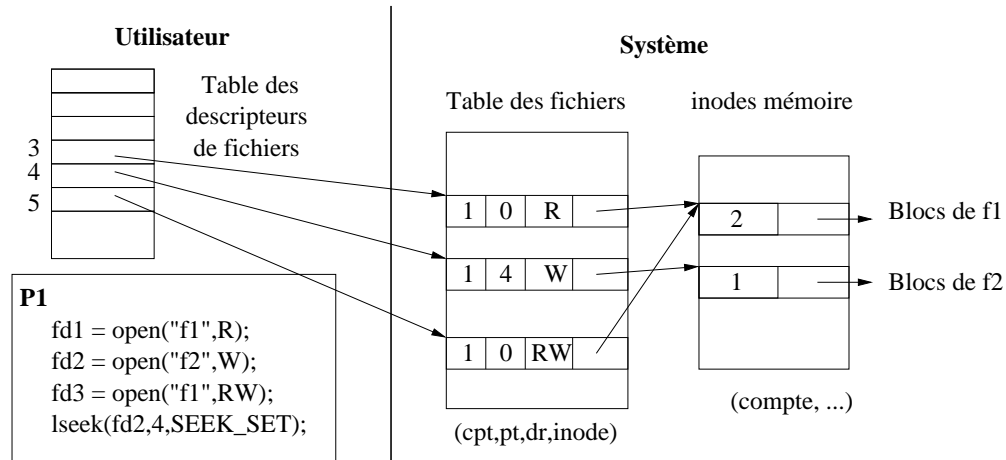 Utilisateur
Système
Table des
descripteurs
de fichiers
Table des fichiers
inodes mémoire
3
4
5
1 0 R
1 4 W
1 0 RW
2
1
Blocs de f1
Blocs de f2
P1
fd1 = open("f1",R);
fd2 = open("f2",W);
fd3 = open("f1",RW);
lseek(fd2,4,SEEK_SET);
(cpt,pt,dr,inode)
(compte, ...)